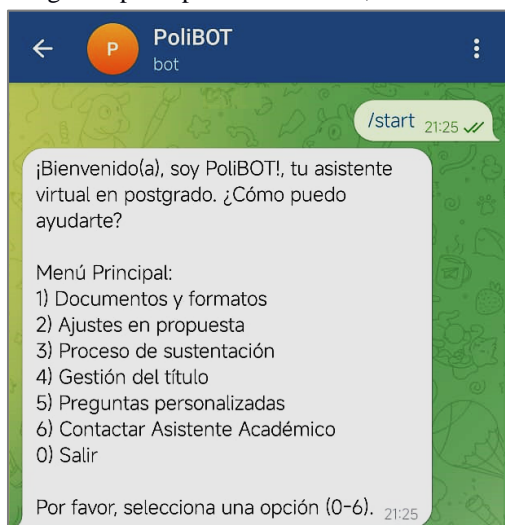 P
PoliBOT
bot
/start 21:25
¡Bienvenido(a), soy PoliBOT!, tu asistente
virtual en postgrado. ¿Cómo puedo
ayudarte?
Menú Principal:
1) Documentos y formatos
2) Ajustes en propuesta
3) Proceso de sustentación
4) Gestión del título
5) Preguntas personalizadas
6) Contactar Asistente Académico
0) Salir
Por favor, selecciona una opción (0-6). 21:25